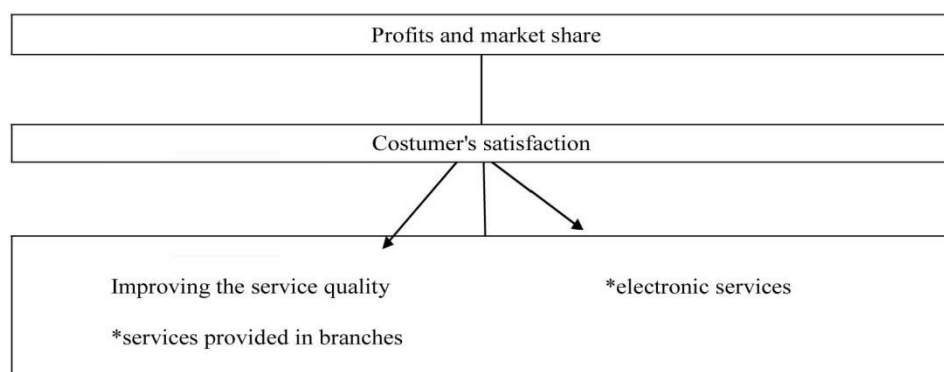 Profits and market share
Costumer's satisfaction
Improving the service quality
*electronic services
*services provided in branches